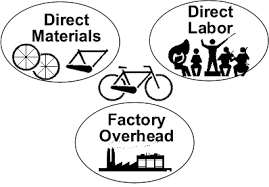 Direct
Materials
Direct
Labor
Factory
Overhead